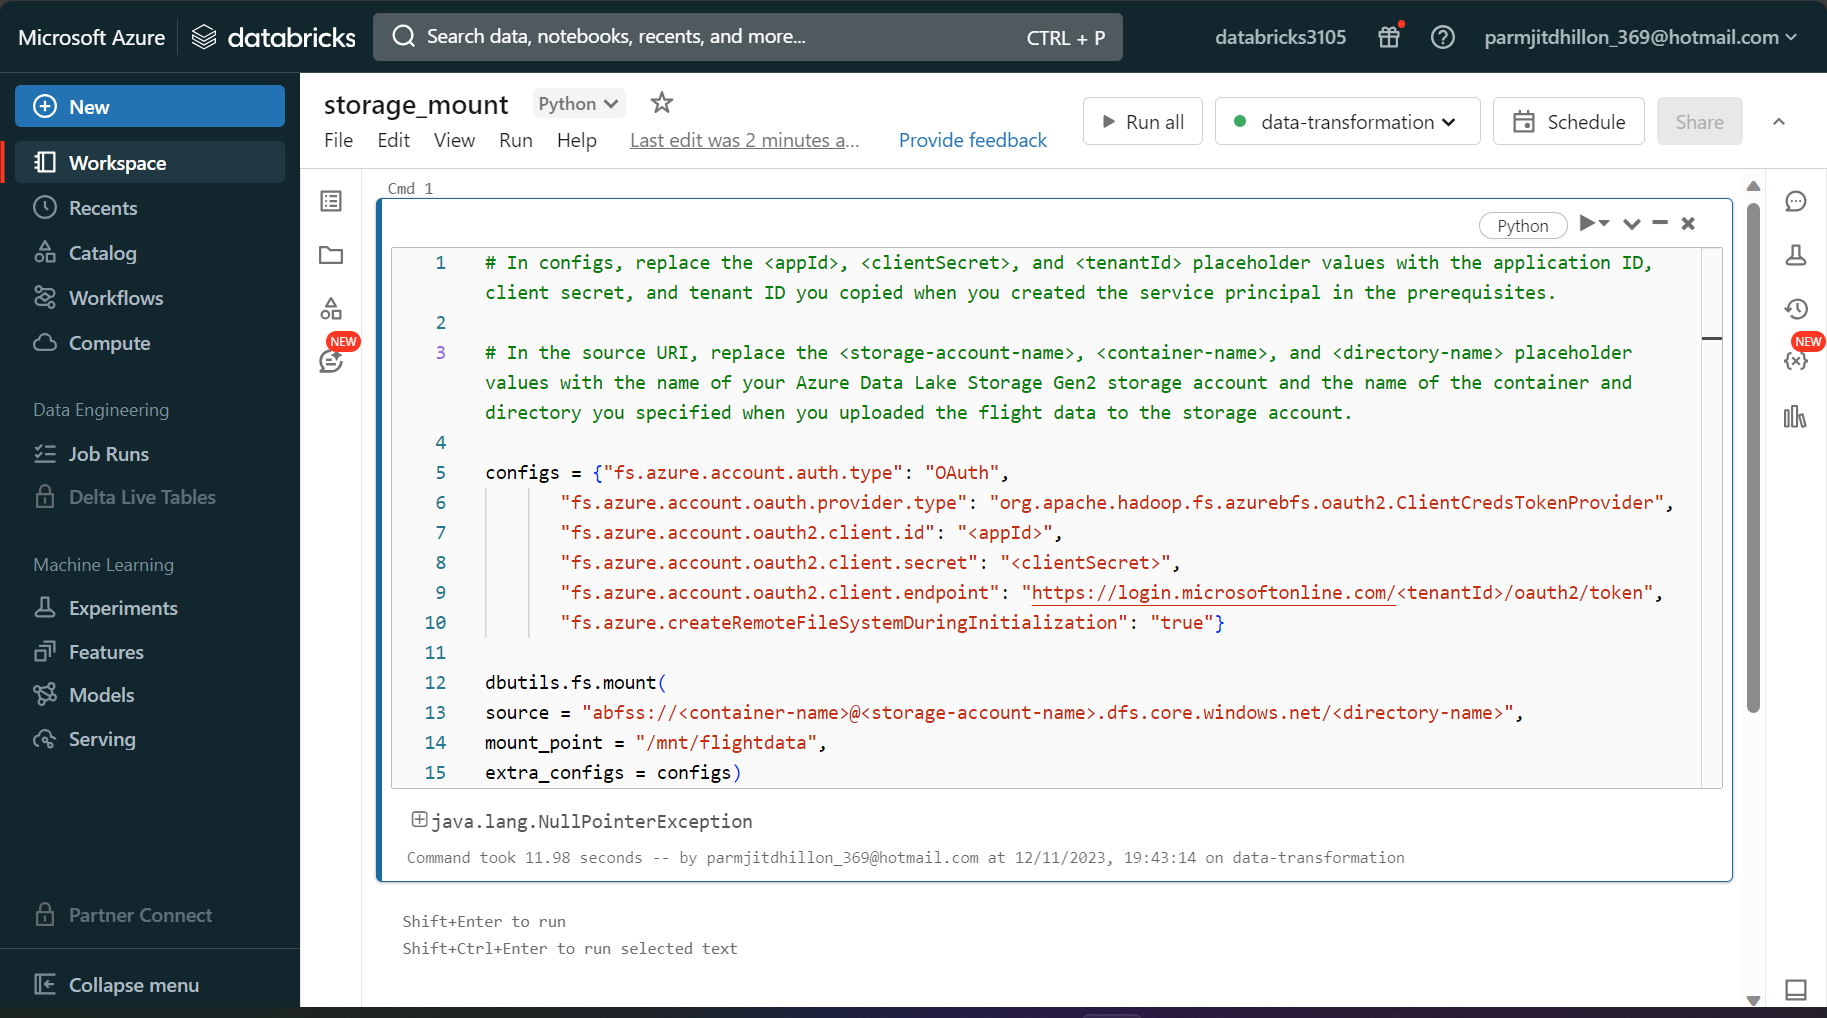 Microsoft Azure databricks Search data, notebooks, recents, and more... CTRL + P databricks3105 parmjitdhillon_369@hotmail.com
New
Workspace
Recents
Catalog
Workflows
Compute
Data Engineering
Job Runs
Delta Live Tables
Machine Learning
Experiments
Features
Models
Serving
Partner Connect
Collapse menu
storage_mount Python
File Edit View Run Help Last edit was 2 minutes a... Provide feedback
Run all data-transformation Schedule Share
NEW
Cmd 1
Python
1 # In configs, replace the <appId>, <clientSecret>, and <tenantId> placeholder values with the application ID,
client secret, and tenant ID you copied when you created the service principal in the prerequisites.
2
3 # In the source URI, replace the <storage-account-name>, <container-name>, and <directory-name> placeholder
values with the name of your Azure Data Lake Storage Gen2 storage account and the name of the container and
directory you specified when you uploaded the flight data to the storage account.
4
5 configs = {"fs.azure.account.auth.type": "OAuth",
6 "fs.azure.account.oauth.provider.type": "org.apache.hadoop.fs.azurebfs.oauth2.ClientCredsTokenProvider",
7 "fs.azure.account.oauth2.client.id": "<appId>",
8 "fs.azure.account.oauth2.client.secret": "<clientSecret>",
9 "fs.azure.account.oauth2.client.endpoint": "https://login.microsoftonline.com/<tenantId>/oauth2/token",
10 "fs.azure.createRemoteFileSystemDuringInitialization": "true"}
11
12 dbutils.fs.mount(
13 source = "abfss://<container-name>@<storage-account-name>.dfs.core.windows.net/<directory-name>",
14 mount_point = "/mnt/flightdata",
15 extra_configs = configs)
java.lang.NullPointerException
Command took 11.98 seconds -- by parmjitdhillon_369@hotmail.com at 12/11/2023, 19:43:14 on data-transformation
Shift+Enter to run
Shift+Ctrl+Enter to run selected text
NEW